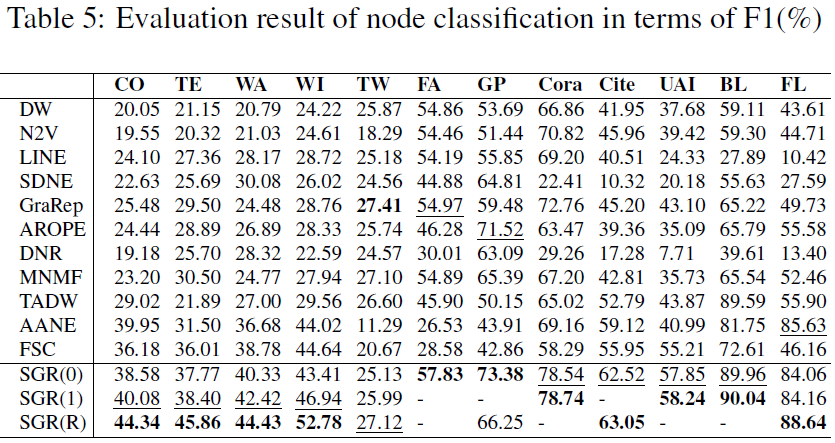 Table 5: Evaluation result of node classification in terms of F1(%)
CO TE WA WI TW FA GP Cora Cite UAI BL FL
DW 20.05 21.15 20.79 24.22 25.87 54.86 53.69 66.86 41.95 37.68 59.11 43.61
N2V 19.55 20.32 21.03 24.61 18.29 54.46 51.44 70.82 45.96 39.42 59.30 44.71
LINE 24.10 27.36 28.17 28.72 25.18 54.19 55.85 69.20 40.51 24.33 27.89 10.42
SDNE 22.63 25.69 30.08 26.02 24.56 44.88 64.81 22.41 10.32 20.18 55.63 27.59
GraRep 25.48 29.50 24.48 28.76 27.41 54.97 59.48 72.76 45.20 43.10 65.22 49.73
AROPE 24.44 28.89 26.89 28.33 25.74 46.28 71.52 63.47 39.36 35.09 65.79 55.58
DNR 19.18 25.70 28.32 22.59 24.57 30.01 63.09 29.26 17.28 7.71 39.61 13.40
MNMF 23.20 30.50 24.77 27.94 27.10 54.89 65.39 67.20 42.81 35.73 65.54 52.46
TADW 29.02 21.89 27.00 29.56 26.60 45.90 50.15 65.02 52.79 43.87 89.59 55.90
AANE 39.95 31.50 36.68 44.02 11.29 26.53 43.91 69.16 59.12 40.99 81.75 85.63
FSC 36.18 36.01 38.78 44.64 20.67 28.58 42.86 58.29 55.95 55.21 72.61 46.16
SGR(0) 38.58 37.77 40.33 43.41 25.13 57.83 73.38 78.54 62.52 57.85 89.96 84.06
SGR(1) 40.08 38.40 42.42 46.94 25.99 - - 78.74 - 58.24 90.04 84.16
SGR(R) 44.34 45.86 44.43 52.78 27.12 - 66.25 - 63.05 - - 88.64